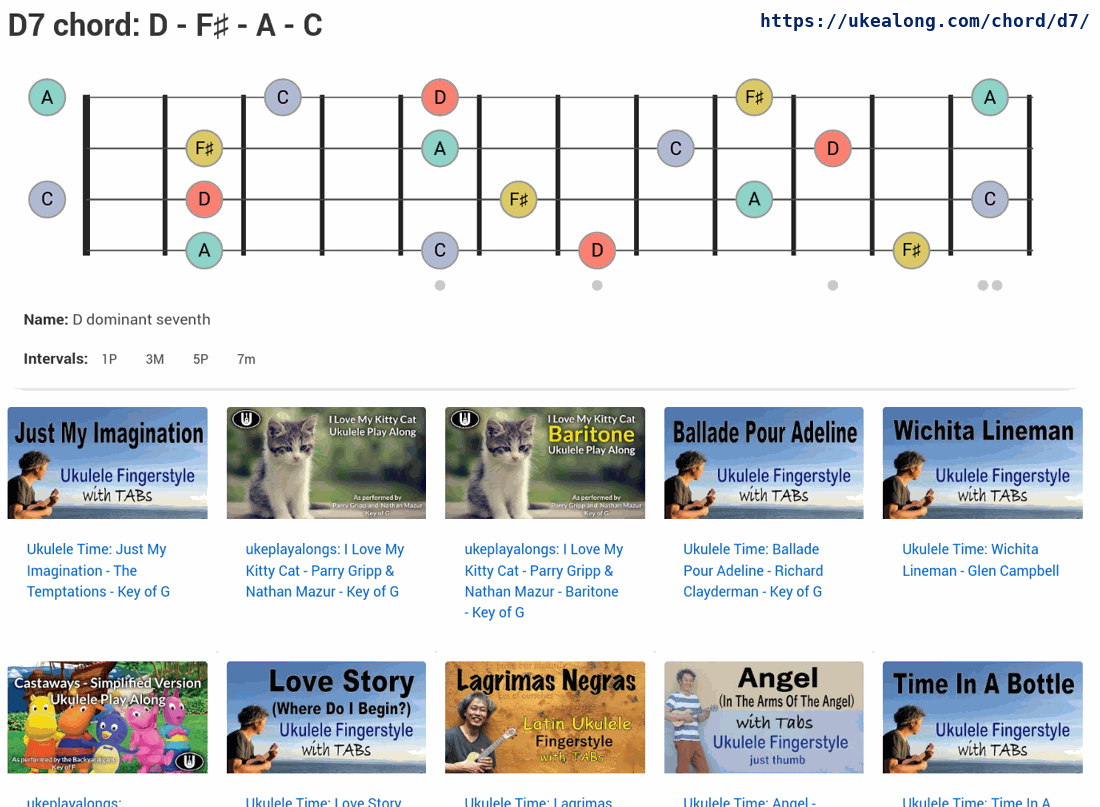 D7 chord: D - F♯ - A - C
https://ukealong.com/chord/d7/
A C D F♯ A
F♯ A C D
C D F♯ A C
A C D F♯
Name: D dominant seventh
Intervals: 1P 3M 5P 7m
Just My Imagination
Ukulele Fingerstyle
with TABs
I Love My Kitty Cat
Ukulele Play Along
As performed by
Parry Gripp and Nathan Mazur
Key of G
I Love My Kitty Cat
Baritone
Ukulele Play Along
As performed by
Parry Gripp and Nathan Mazur
Key of G
Ballade Pour Adeline
Ukulele Fingerstyle
with TABs
Wichita Lineman
Ukulele Fingerstyle
with TABs
Ukulele Time: Just My
Imagination - The
Temptations - Key of G
ukeplayalongs: I Love My
Kitty Cat - Parry Gripp &
Nathan Mazur - Key of G
ukeplayalongs: I Love My
Kitty Cat - Parry Gripp &
Nathan Mazur - Baritone
- Key of G
Ukulele Time: Ballade
Pour Adeline - Richard
Clayderman - Key of G
Ukulele Time: Wichita
Lineman - Glen Campbell
Castaways - Simplified Version
Ukulele Play Along
As performed by the Backyardigans
Key of F
Love Story
(Where Do I Begin?)
Ukulele Fingerstyle
with TABs
Lagrimas Negras
Latin Ukulele
Fingerstyle
with TABs
Angel
(In The Arms Of The Angel)
with Tabs
Ukulele Fingerstyle
just thumb
Time In A Bottle
Ukulele Fingerstyle
with TABs
ukeplayalongs:
Ukulele Time: Love Story
Ukulele Time: Lagrimas
Ukulele Time: Angel -
Ukulele Time: Time In A